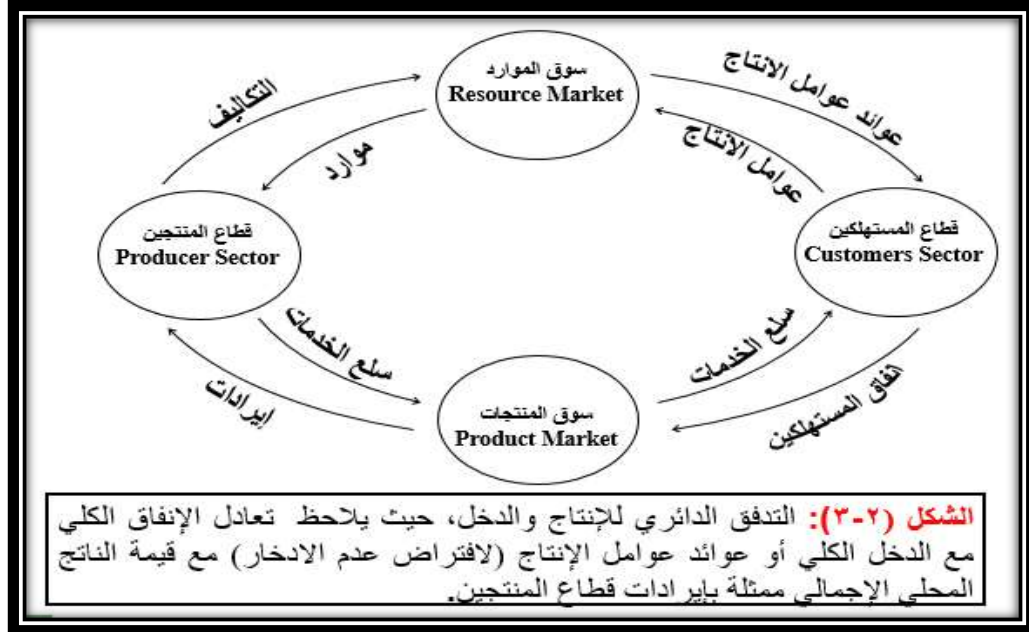 سوق الموارد
Resource Market
التكاليف
موارد
عوائد عوامل الانتاج
عوامل الانتاج
قطاع المنتجين
Producer Sector
قطاع المستهلكين
Customers Sector
سلع الخدمات
إيرادات
سلع الخدمات
انفاق المستهلكين
سوق المنتجات
Product Market
الشكل (٢-٣): التدفق الدائري للإنتاج والدخل، حيث يلاحظ تعادل الإنفاق الكلي
مع الدخل الكلي أو عوائد عوامل الإنتاج (لافتراض عدم الادخار) مع قيمة الناتج
المحلي الإجمالي ممثلة بإيرادات قطاع المنتجين.